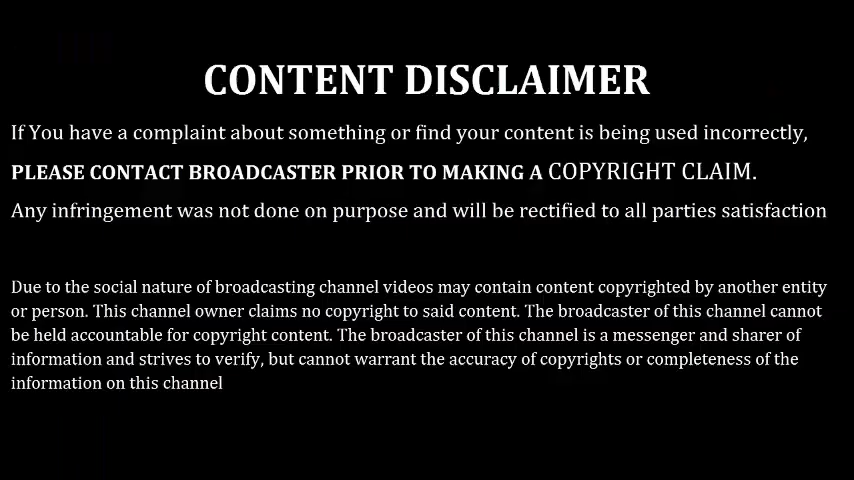 CONTENT DISCLAIMER
If You have a complaint about something or find your content is being used incorrectly,
PLEASE CONTACT BROADCASTER PRIOR TO MAKING A COPYRIGHT CLAIM.
Any infringement was not done on purpose and will be rectified to all parties satisfaction
Due to the social nature of broadcasting channel videos may contain content copyrighted by another entity
or person. This channel owner claims no copyright to said content. The broadcaster of this channel cannot
be held accountable for copyright content. The broadcaster of this channel is a messenger and sharer of
information and strives to verify, but cannot warrant the accuracy of copyrights or completeness of the
information on this channel